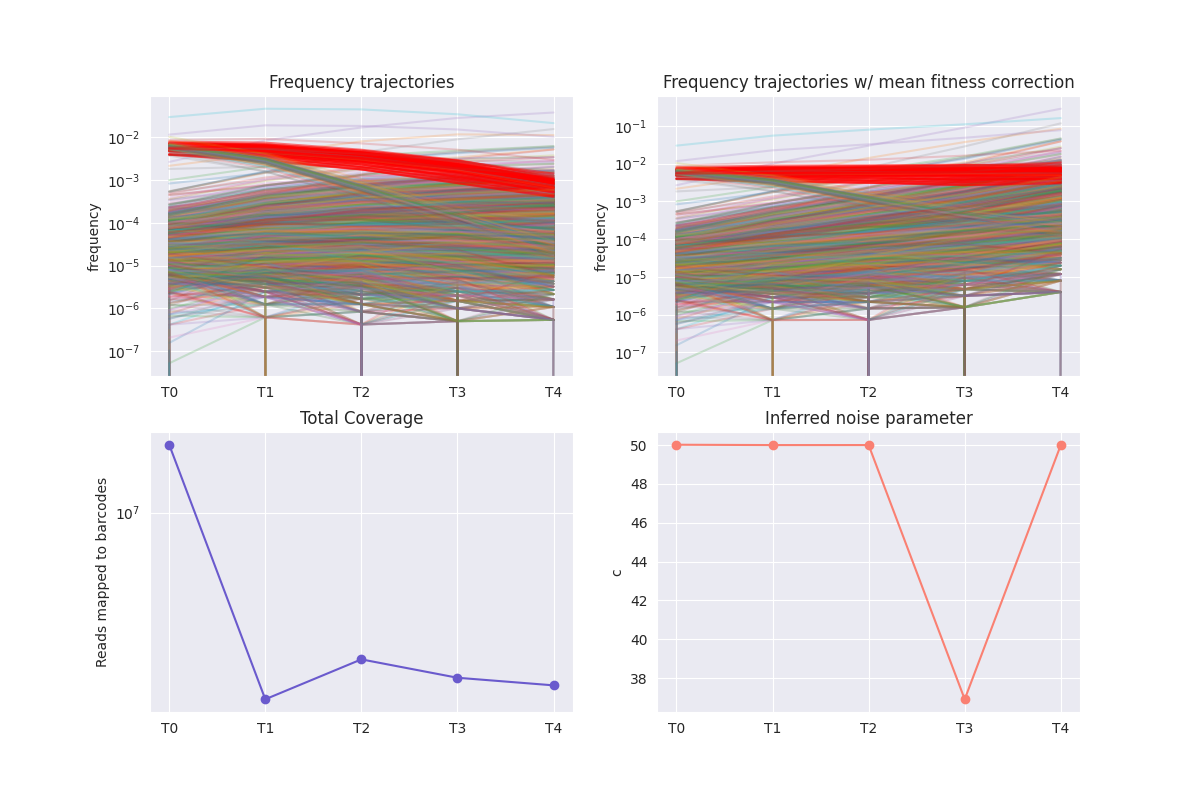 Frequency trajectories
frequency
10⁻²
10⁻³
10⁻⁴
10⁻⁵
10⁻⁶
10⁻⁷
T0 T1 T2 T3 T4
Frequency trajectories w/ mean fitness correction
frequency
10⁻¹
10⁻²
10⁻³
10⁻⁴
10⁻⁵
10⁻⁶
10⁻⁷
T0 T1 T2 T3 T4
Total Coverage
Reads mapped to barcodes
10⁷
T0 T1 T2 T3 T4
Inferred noise parameter
c
50
48
46
44
42
40
38
T0 T1 T2 T3 T4